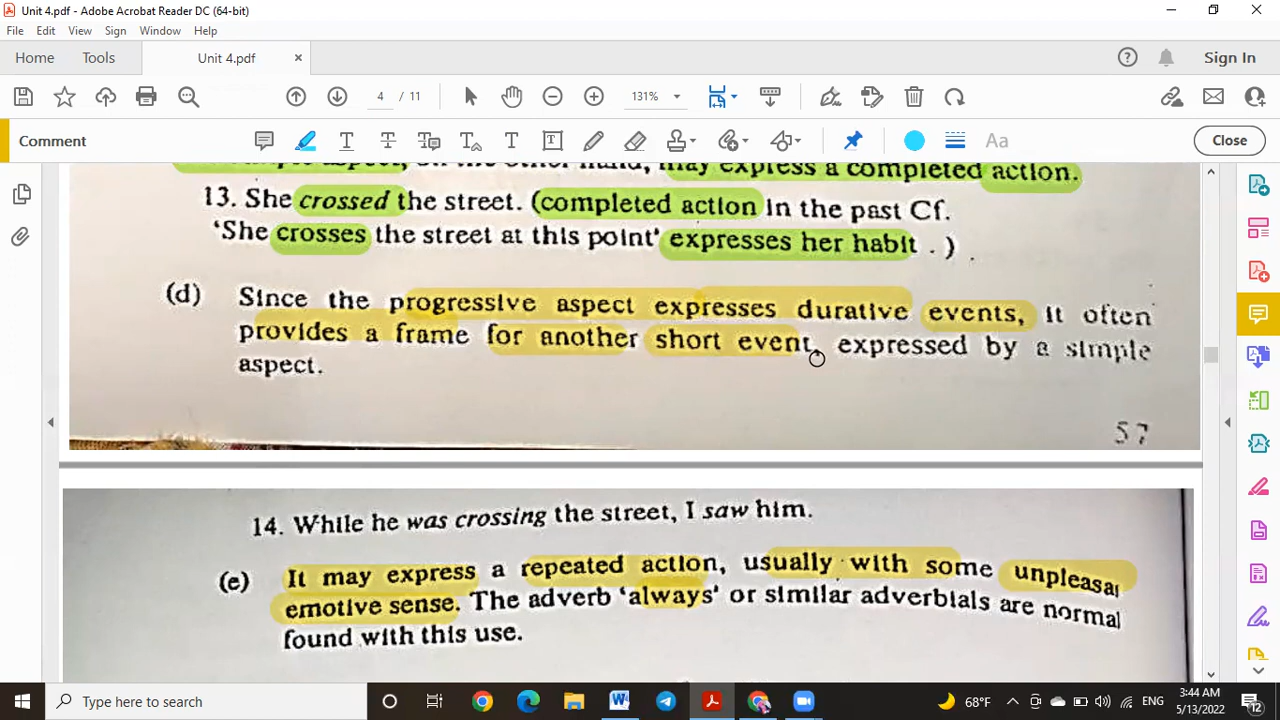 Unit 4.pdf - Adobe Acrobat Reader DC (64-bit)
File Edit View Sign Window Help
Home Tools Unit 4.pdf × Sign In
4 / 11 131%
Comment Aa Close
on the other hand, may express a completed action.
13. She crossed the street. (completed action in the past Cf.
‘She crosses the street at this point’ expresses her habit . )
(d) Since the progressive aspect expresses durative events, it often
provides a frame for another short event, expressed by a simple
aspect.
57
14. While he was crossing the street, I saw him.
(e) It may express a repeated action, usually with some unpleasa
emotive sense. The adverb ‘always’ or similar adverbials are normal
found with this use.
Type here to search
68°F ENG 3:44 AM
5/13/2022
12